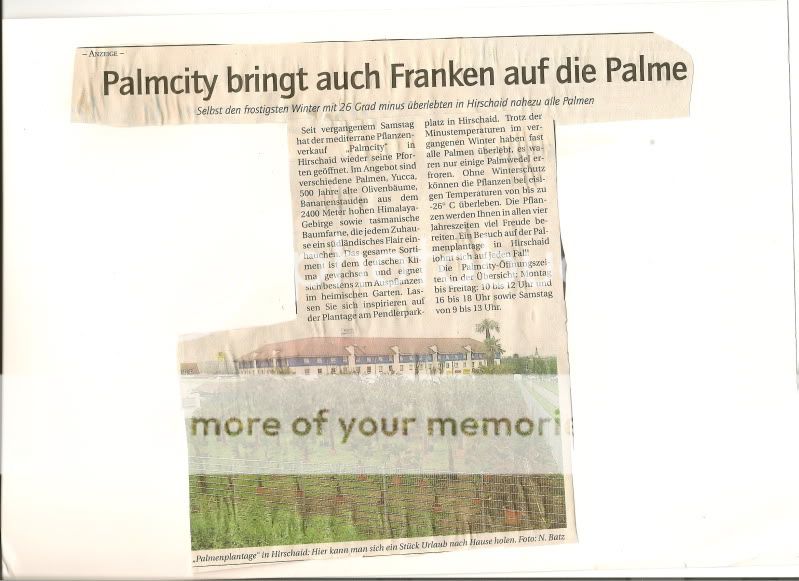 – ANZEIGE –
Palmcity bringt auch Franken auf die Palme
Selbst den frostigsten Winter mit 26 Grad minus überlebten in Hirschaid nahezu alle Palmen
Seit vergangenem Samstag
hat der mediterrane Pflanzen-
verkauf „Palmcity" in
Hirschaid wieder seine Pfor-
ten geöffnet. Im Angebot sind
verschiedene Palmen, Yucca,
500 Jahre alte Olivenbäume,
Bananenstauden aus dem
2400 Meter hohen Himalaya-
Gebirge sowie tasmanische
Baumfarne, die jedem Zuhau-
se ein südländisches Flair ein-
hauchen. Das gesamte Sorti-
ment ist dem deutschen Kli-
ma gewachsen und eignet
sich bestens zum Auspflanzen
im heimischen Garten. Las-
sen Sie sich inspirieren auf
der Plantage am Pendlerpark-
platz in Hirschaid. Trotz der
Minustemperaturen im ver-
gangenen Winter haben fast
alle Palmen überlebt, es wa-
ren nur einige Palmwedel er-
froren. Ohne Winterschutz
können die Pflanzen bei eisi-
gen Temperaturen von bis zu
-26° C überleben. Die Pflan-
zen werden Ihnen in allen vier
Jahreszeiten viel Freude be-
reiten. Ein Besuch auf der Pal-
menplantage in Hirschaid
lohnt sich auf jeden Fall!
Die Palmcity-Öffnungszei-
ten in der Übersicht: Montag
bis Freitag: 10 bis 12 Uhr und
16 bis 18 Uhr sowie Samstag
von 9 bis 13 Uhr.
more of your memori
„Palmenplantage" in Hirschaid: Hier kann man sich ein Stück Urlaub nach Hause holen. Foto: N. Batz